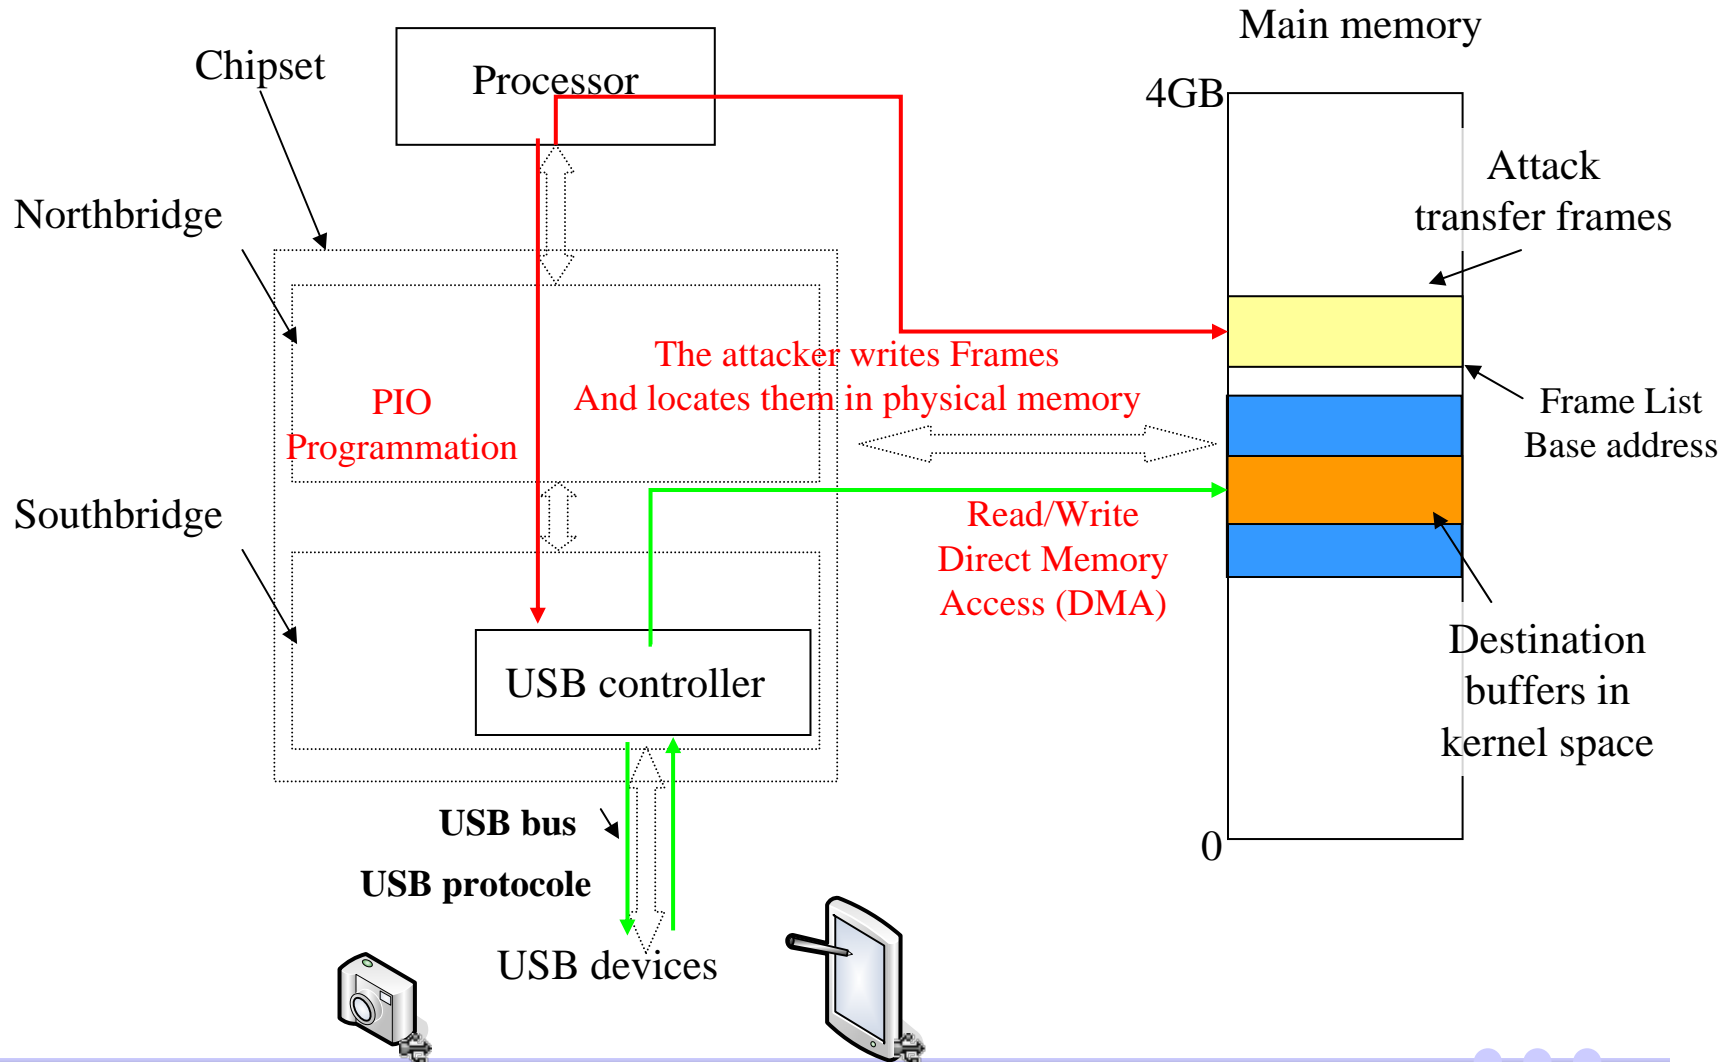 Main memory
Chipset
Processor
4GB
Attack
transfer frames
Northbridge
The attacker writes Frames
And locates them in physical memory
PIO
Programmation
Frame List
Base address
Southbridge
Read/Write
Direct Memory
Access (DMA)
USB controller
Destination
buffers in
kernel space
USB bus
0
USB protocole
USB devices